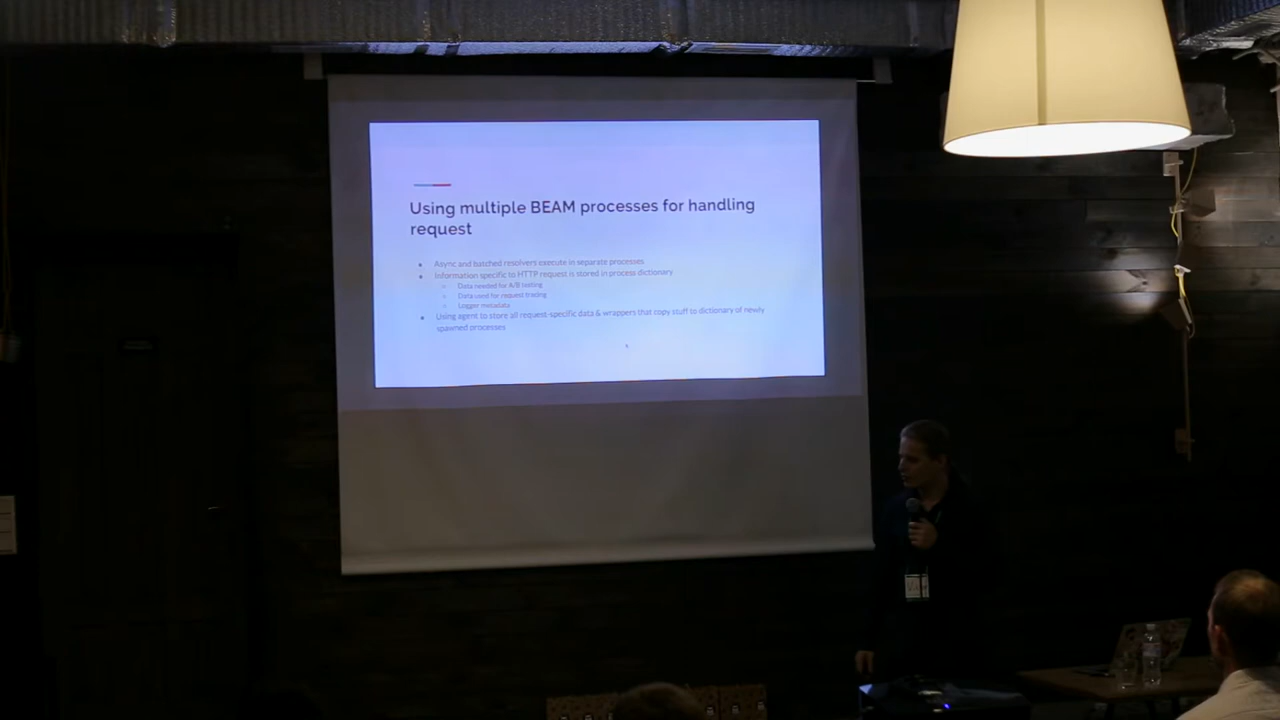 Using multiple BEAM processes for handling
request
Async and batched resolvers execute in separate processes
Information specific to HTTP request is stored in process dictionary
Data needed for A/B testing
Data used for request tracing
Logger metadata
Using agent to store all request-specific data & wrappers that copy stuff to dictionary of newly
spawned processes